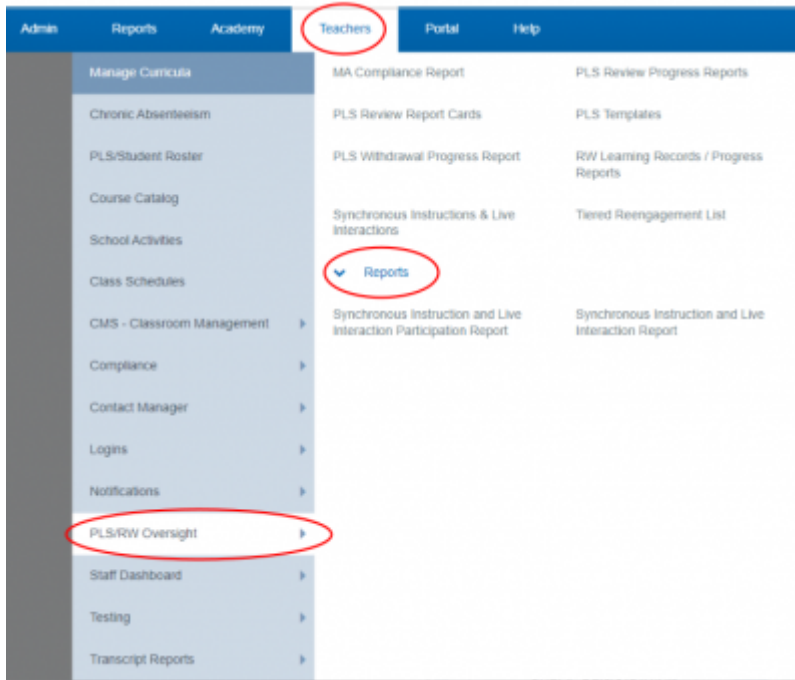 Admin Reports Academy Teachers Portal Help
Manage Curricula
Chronic Absenteeism
PLS/Student Roster
Course Catalog
School Activities
Class Schedules
CMS - Classroom Management
Compliance
Contact Manager
Logins
Notifications
PLS/RW Oversight
Staff Dashboard
Testing
Transcript Reports
MA Compliance Report
PLS Review Progress Reports
PLS Review Report Cards
PLS Templates
PLS Withdrawal Progress Report
RW Learning Records / Progress
Reports
Synchronous Instructions & Live
Interactions
Tiered Reengagement List
Reports
Synchronous Instruction and Live
Interaction Participation Report
Synchronous Instruction and Live
Interaction Report